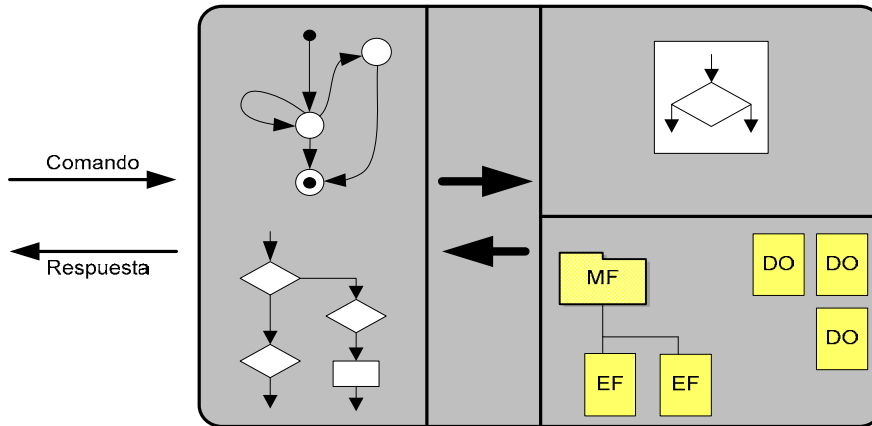 Comando
Respuesta
MF
EF
EF
DO
DO
DO